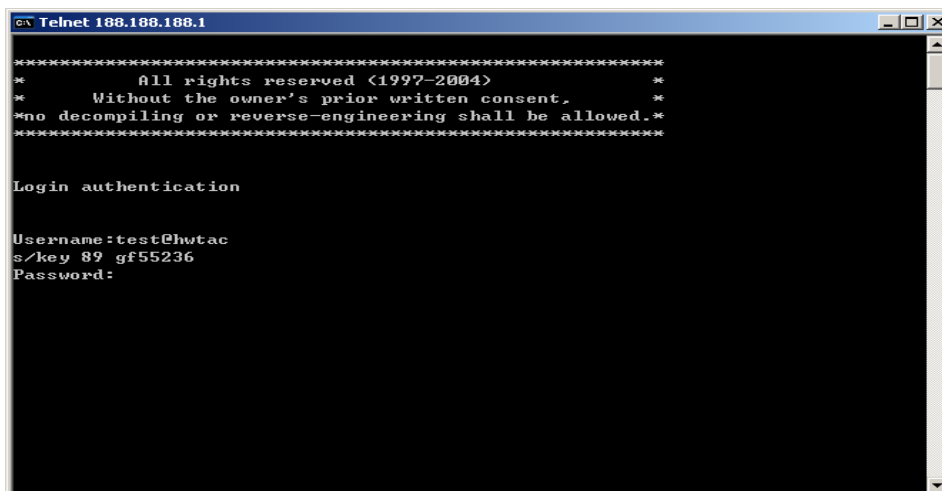 Telnet 188.188.188.1
********************************************************
* All rights reserved (1997-2004) *
* Without the owner's prior written consent, *
*no decompiling or reverse-engineering shall be allowed.*
********************************************************
Login authentication
Username:test@hwtac
s/key 89 gf55236
Password: